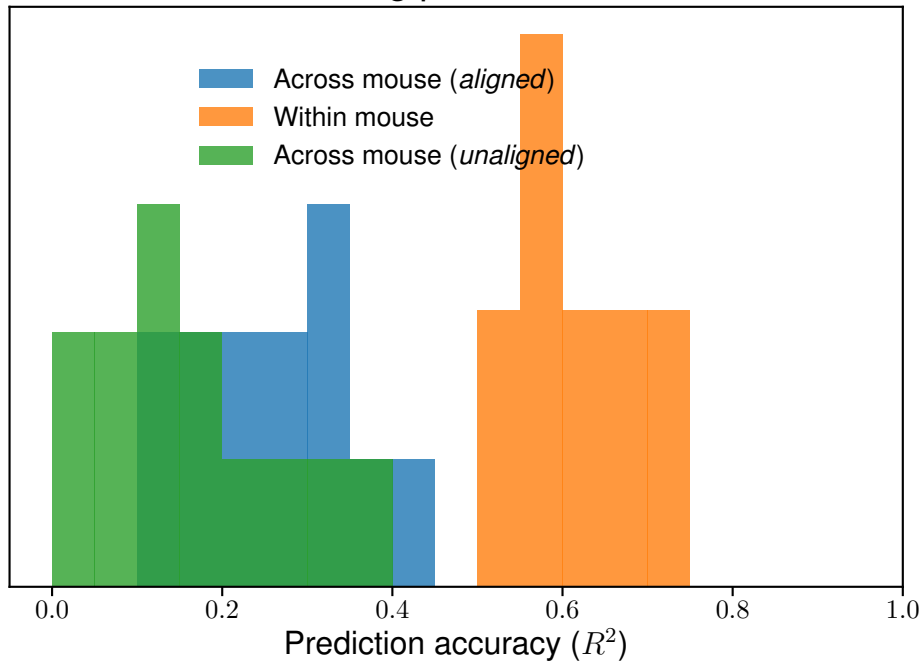 Across mouse (aligned)
Within mouse
Across mouse (unaligned)
0.0 0.2 0.4 0.6 0.8 1.0
Prediction accuracy (R²)